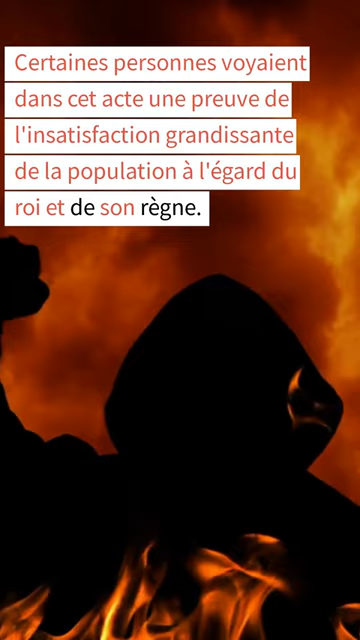 Certaines personnes voyaient
dans cet acte une preuve de
l'insatisfaction grandissante
de la population à l'égard du
roi et de son règne.